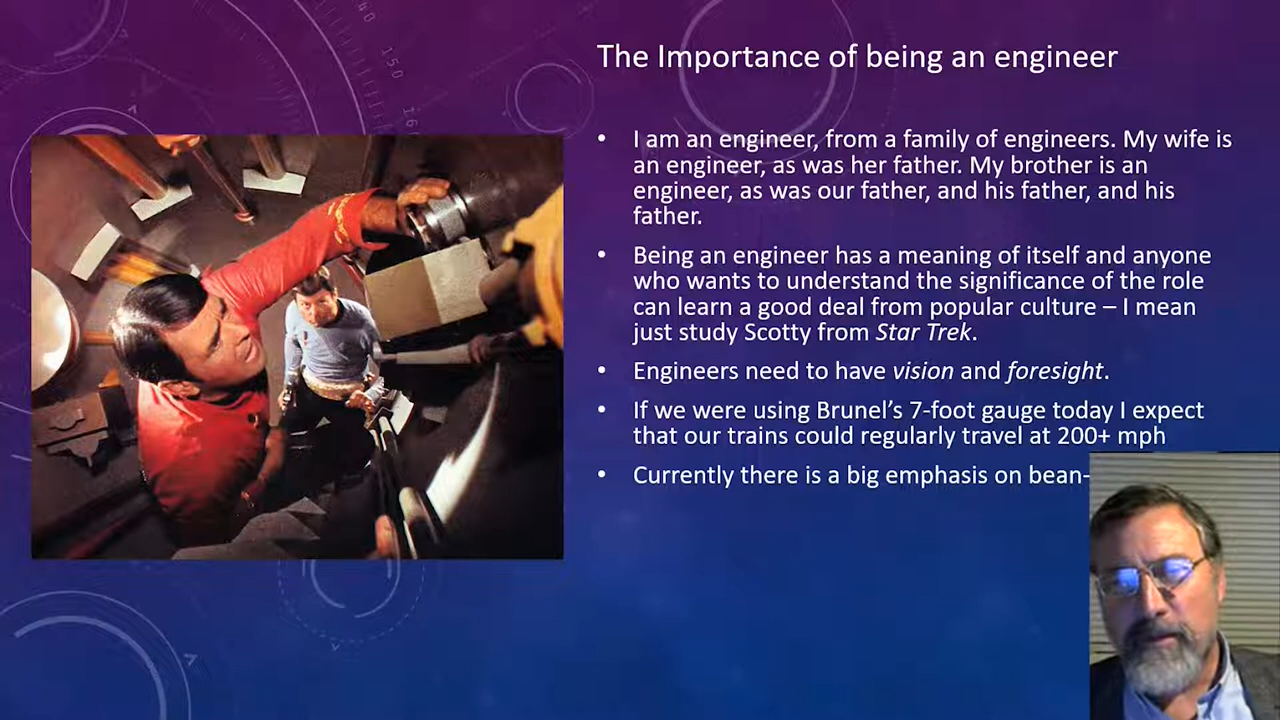 The Importance of being an engineer
• I am an engineer, from a family of engineers. My wife is
an engineer, as was her father. My brother is an
engineer, as was our father, and his father, and his
father.
• Being an engineer has a meaning of itself and anyone
who wants to understand the significance of the role
can learn a good deal from popular culture – I mean
just study Scotty from Star Trek.
• Engineers need to have vision and foresight.
• If we were using Brunel’s 7-foot gauge today I expect
that our trains could regularly travel at 200+ mph
• Currently there is a big emphasis on bean-
150